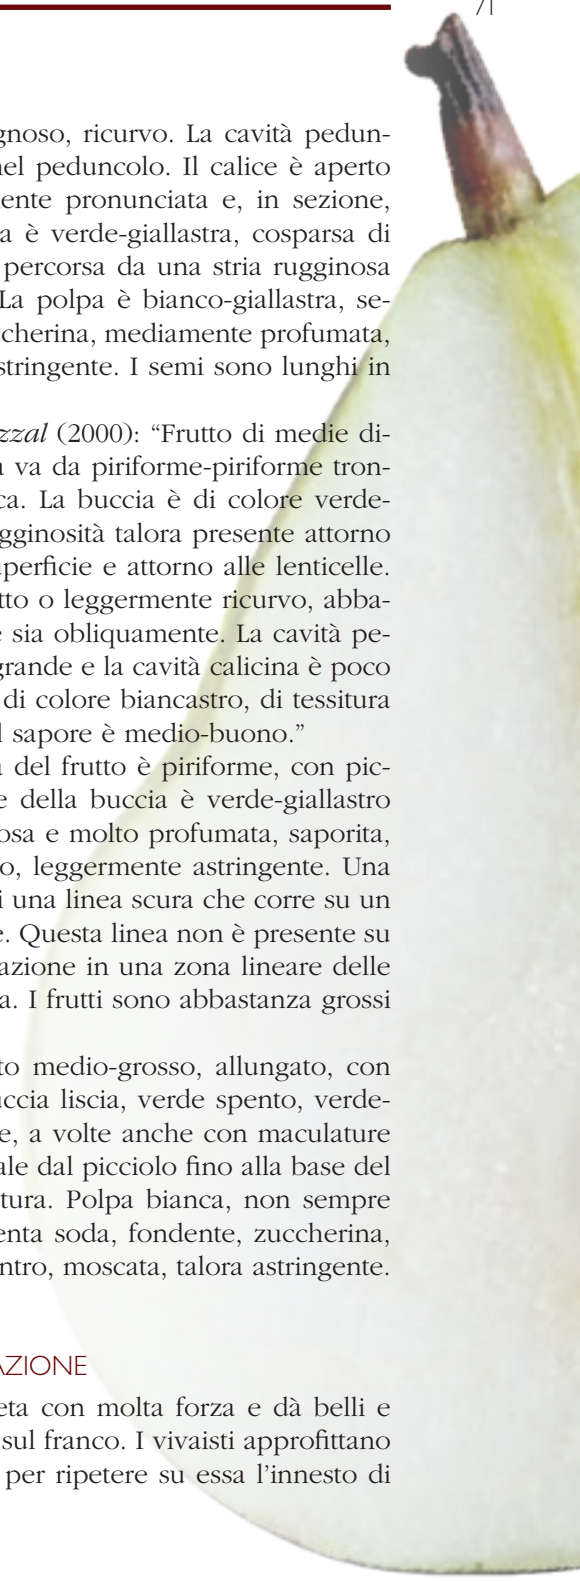 71
gnoso, ricurvo. La cavità pedun-
nel peduncolo. Il calice è aperto
ente pronunciata e, in sezione,
a è verde-giallastra, cosparsa di
percorsa da una stria rugginosa
La polpa è bianco-giallastra, se-
ccherina, mediamente profumata,
stringente. I semi sono lunghi in
zzal (2000): “Frutto di medie di-
a va da piriforme-piriforme tron-
ca. La buccia è di colore verde-
gginosità talora presente attorno
uperficie e attorno alle lenticelle.
tto o leggermente ricurvo, abba-
e sia obliquamente. La cavità pe-
grande e la cavità calicina è poco
di colore biancastro, di tessitura
l sapore è medio-buono.”
a del frutto è piriforme, con pic-
e della buccia è verde-giallastro
osa e molto profumata, saporita,
o, leggermente astringente. Una
i una linea scura che corre su un
e. Questa linea non è presente su
azione in una zona lineare delle
a. I frutti sono abbastanza grossi
to medio-grosso, allungato, con
uccia liscia, verde spento, verde-
e, a volte anche con maculature
ale dal picciolo fino alla base del
tura. Polpa bianca, non sempre
enta soda, fondente, zuccherina,
ntro, moscata, talora astringente.
AZIONE
eta con molta forza e dà belli e
sul franco. I vivaisti approfittano
per ripetere su essa l’innesto di